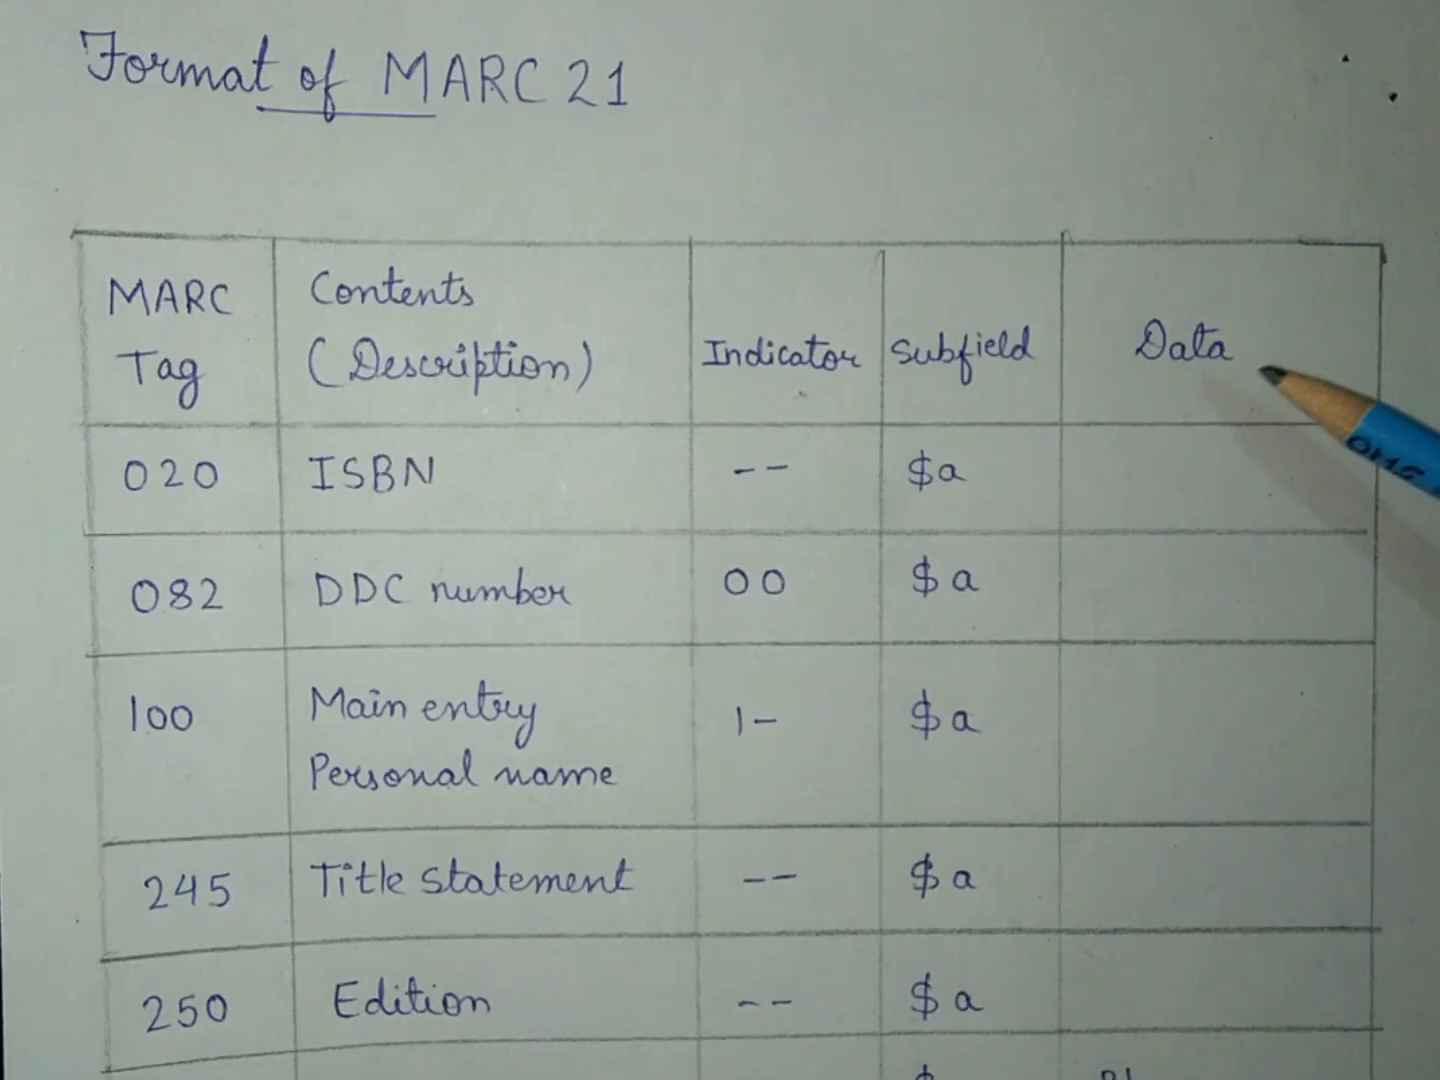 Format of MARC 21
MARC Tag | Contents (Description) | Indicator | Subfield | Data
020 | ISBN | -- | $a
082 | DDC number | 00 | $a
100 | Main entry Personal name | 1- | $a
245 | Title statement | -- | $a
250 | Edition | -- | $a